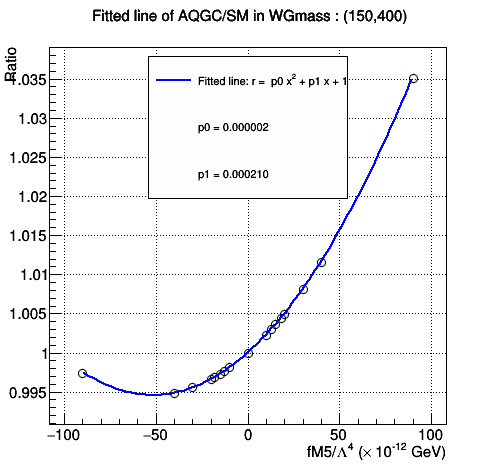 Fitted line of AQGC/SM in WGmass : (150,400)
Ratio
Fitted line: r = p0 x² + p1 x + 1
p0 = 0.000002
p1 = 0.000210
1.035
1.03
1.025
1.02
1.015
1.01
1.005
1
0.995
−100 −50 0 50 100
fM5/Λ⁴ (× 10⁻¹² GeV)